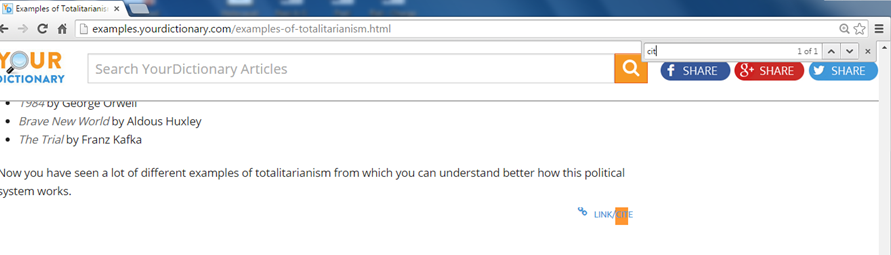 Examples of Totalitarianism
examples.yourdictionary.com/examples-of-totalitarianism.html
cit
1 of 1
YOUR
DICTIONARY
Search YourDictionary Articles
SHARE
SHARE
SHARE
1984 by George Orwell
Brave New World by Aldous Huxley
The Trial by Franz Kafka
Now you have seen a lot of different examples of totalitarianism from which you can understand better how this political
system works.
LINK/CITE